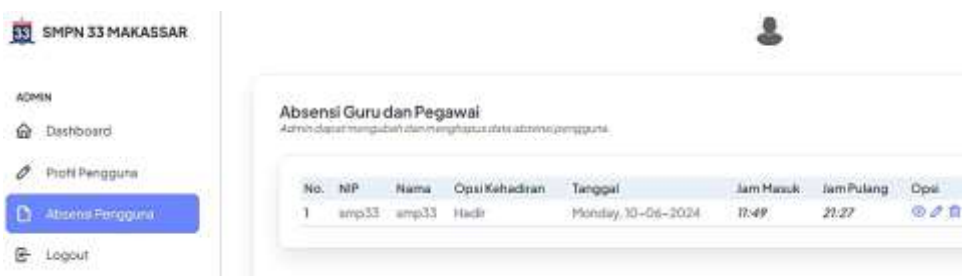 33 SMPN 33 MAKASSAR
ADMIN
Dashboard
Profil Pengguna
Absensi Pengguna
Logout
Absensi Guru dan Pegawai
Admin dapat mengubah dan menghapus data absensi pengguna.
No. NIP Nama Opsi Kehadiran Tanggal Jam Masuk Jam Pulang Opsi
1 smp33 smp33 Hadir Monday, 10-06-2024 11:49 21:27